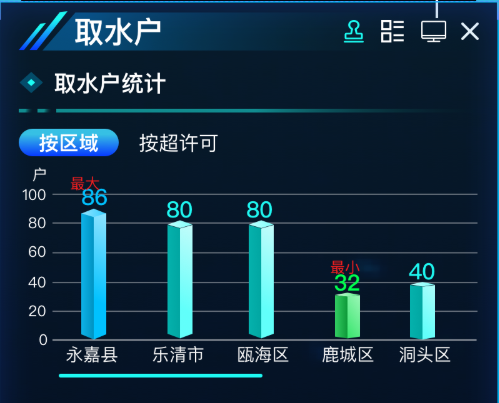 取水户
取水户统计
按区域 按超许可
户
最大
86 80 80
最小
32 40
100
80
60
40
20
0
永嘉县 乐清市 瓯海区 鹿城区 洞头区